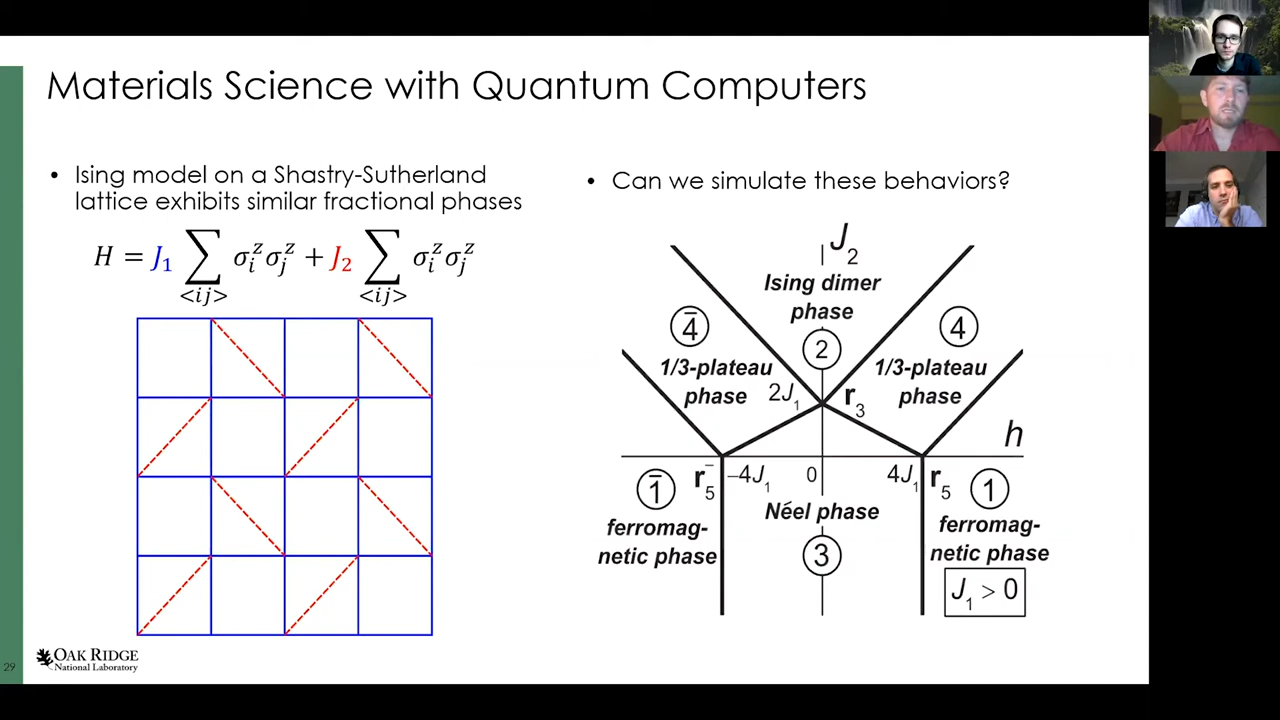 Materials Science with Quantum Computers
• Ising model on a Shastry-Sutherland
lattice exhibits similar fractional phases
H = J₁ ∑ σᵢᶻσⱼᶻ + J₂ ∑ σᵢᶻσⱼᶻ
<ij> <ij>
• Can we simulate these behaviors?
J₂
Ising dimer
phase
2
4̄
1/3-plateau
phase
4
1/3-plateau
phase
2J₁
r₃
h
r̄₅
−4J₁
0
4J₁
r₅
1̄
ferromag-
netic phase
Néel phase
3
1
ferromag-
netic phase
J₁ > 0
29
OAK RIDGE
National Laboratory